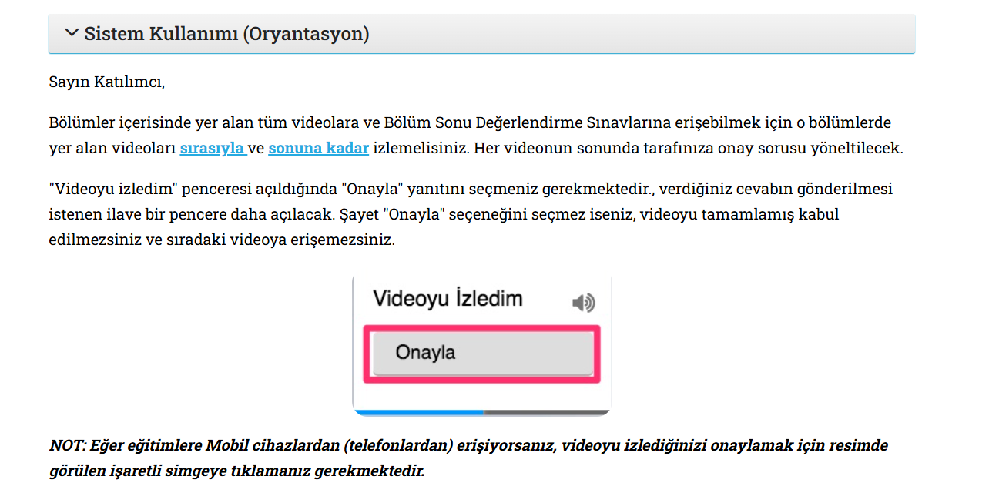 Sistem Kullanımı (Oryantasyon)
Sayın Katılımcı,
Bölümler içerisinde yer alan tüm videolara ve Bölüm Sonu Değerlendirme Sınavlarına erişebilmek için o bölümlerde
yer alan videoları sırasıyla ve sonuna kadar izlemelisiniz. Her videonun sonunda tarafınıza onay sorusu yöneltilecek.
"Videoyu izledim" penceresi açıldığında "Onayla" yanıtını seçmeniz gerekmektedir., verdiğiniz cevabın gönderilmesi
istenen ilave bir pencere daha açılacak. Şayet "Onayla" seçeneğini seçmez iseniz, videoyu tamamlamış kabul
edilmezsiniz ve sıradaki videoya erişemezsiniz.
Videoyu İzledim
Onayla
NOT: Eğer eğitimlere Mobil cihazlardan (telefonlardan) erişiyorsanız, videoyu izlediğinizi onaylamak için resimde
görülen işaretli simgeye tıklamanız gerekmektedir.